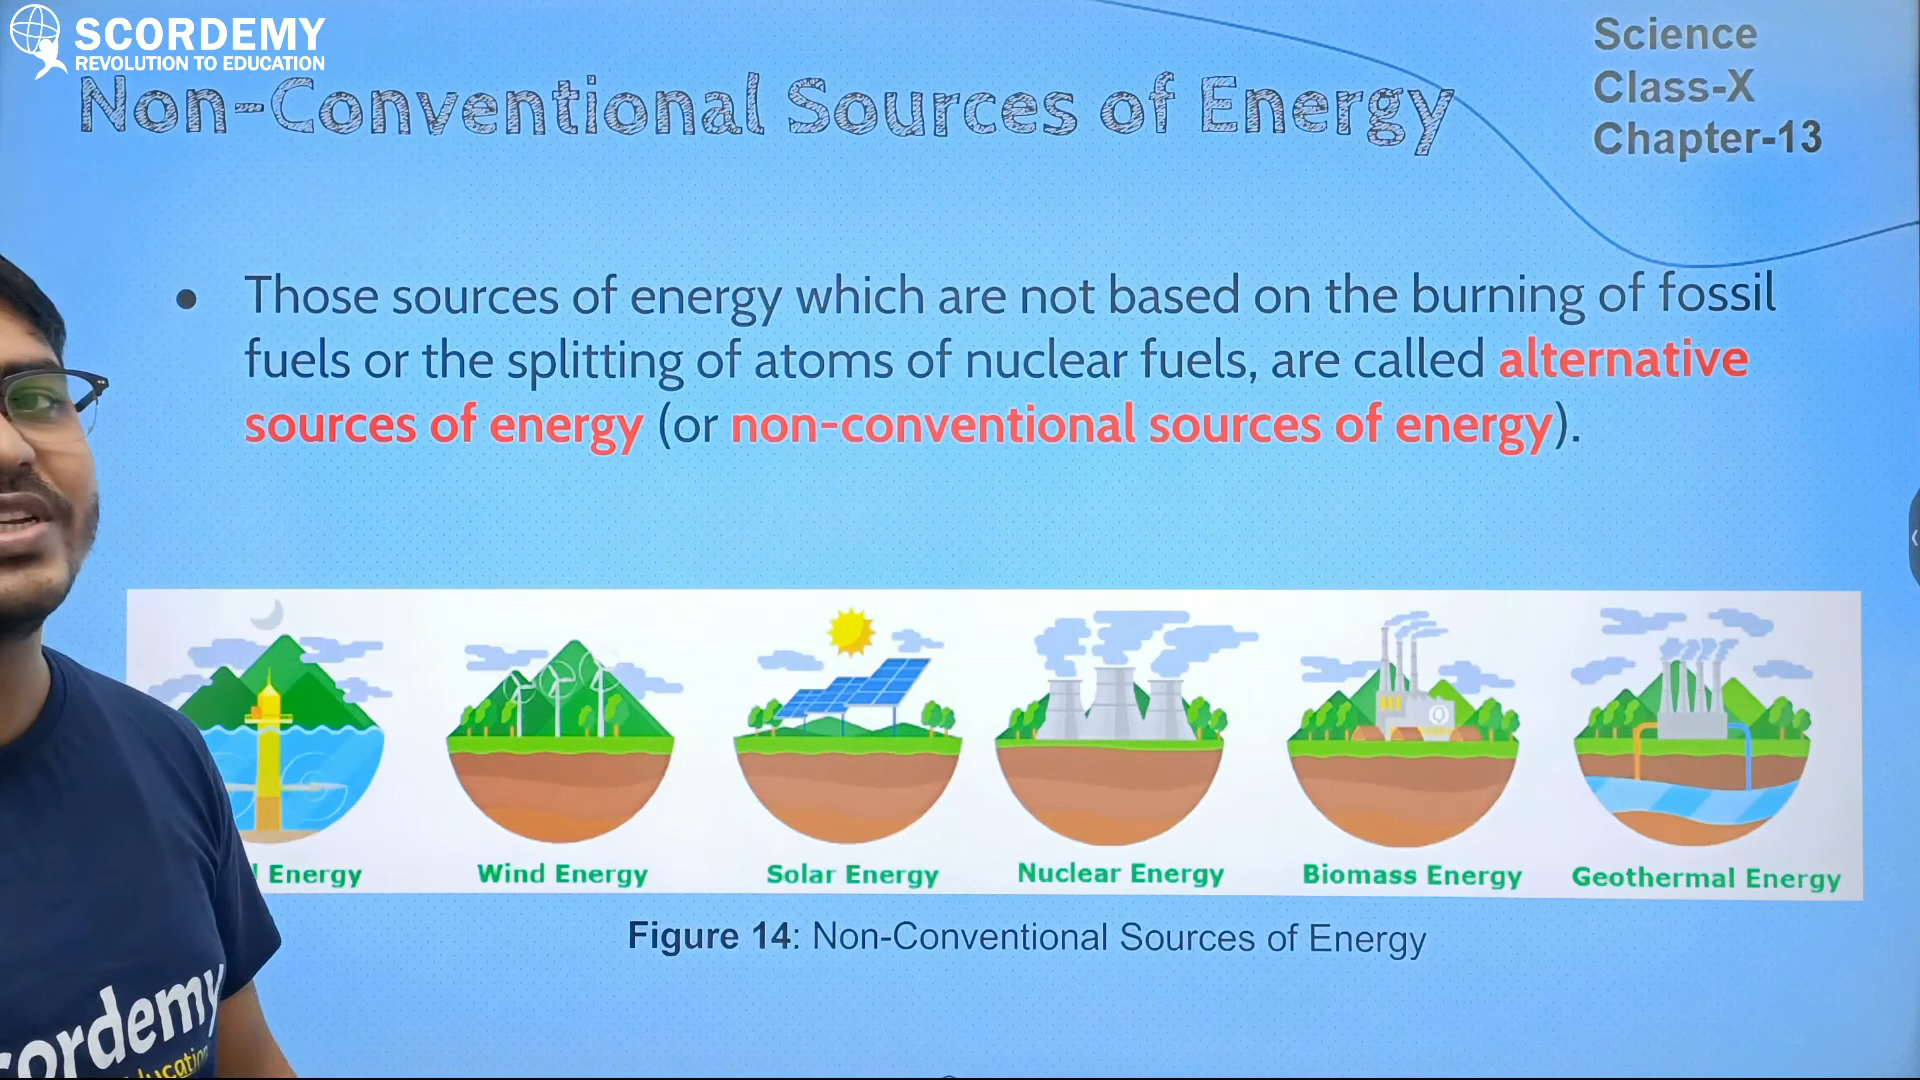 SCORDEMY
REVOLUTION TO EDUCATION
Non-Conventional Sources of Energy
Science
Class-X
Chapter-13
● Those sources of energy which are not based on the burning of fossil
fuels or the splitting of atoms of nuclear fuels, are called alternative
sources of energy (or non-conventional sources of energy).
Energy
Wind Energy
Solar Energy
Nuclear Energy
Biomass Energy
Geothermal Energy
Figure 14: Non-Conventional Sources of Energy
cordemy